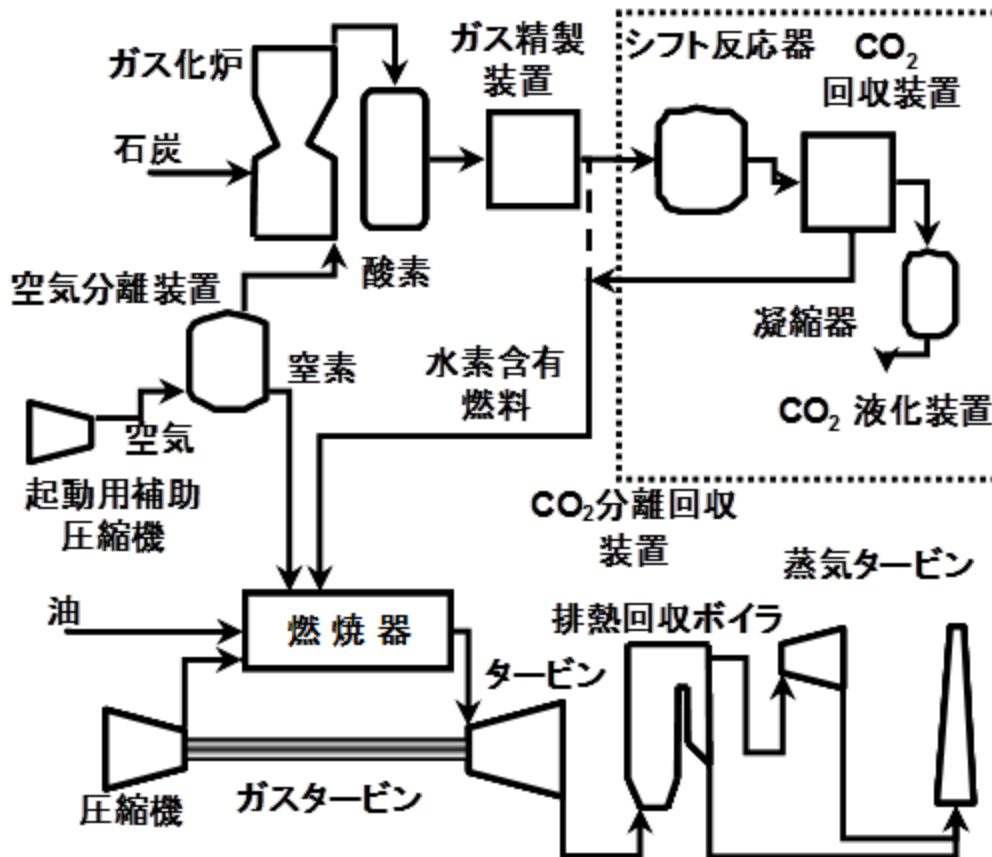 ガス化炉
ガス精製
装置
シフト反応器
CO2
回収装置
石炭
空気分離装置
酸素
窒素
水素含有
燃料
凝縮器
CO2 液化装置
空気
起動用補助
圧縮機
CO2分離回収
装置
蒸気タービン
油
燃焼器
排熱回収ボイラ
タービン
ガスタービン
圧縮機